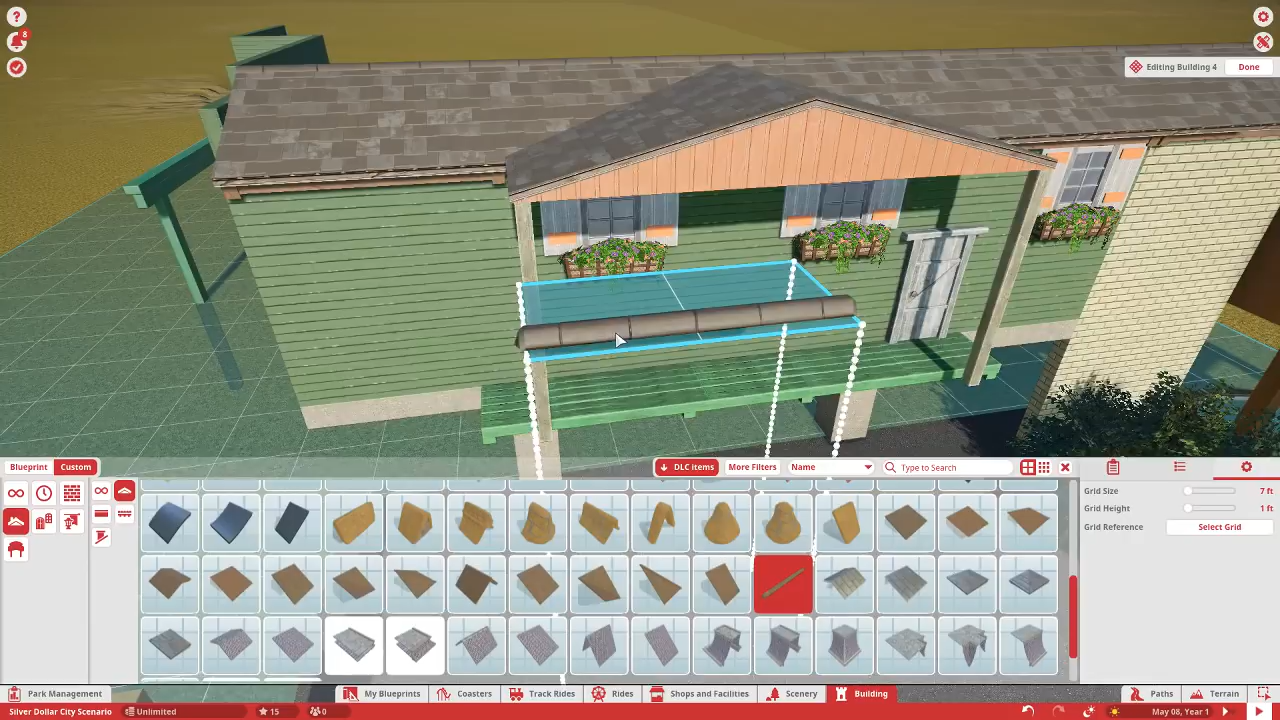 ?
8
Editing Building 4 Done
Blueprint Custom DLC items More Filters Name Type to Search
Grid Size 7 ft
Grid Height 1 ft
Grid Reference Select Grid
Park Management My Blueprints Coasters Track Rides Rides Shops and Facilities Scenery Building Paths Terrain
Silver Dollar City Scenario Unlimited 15 0 May 08, Year 1